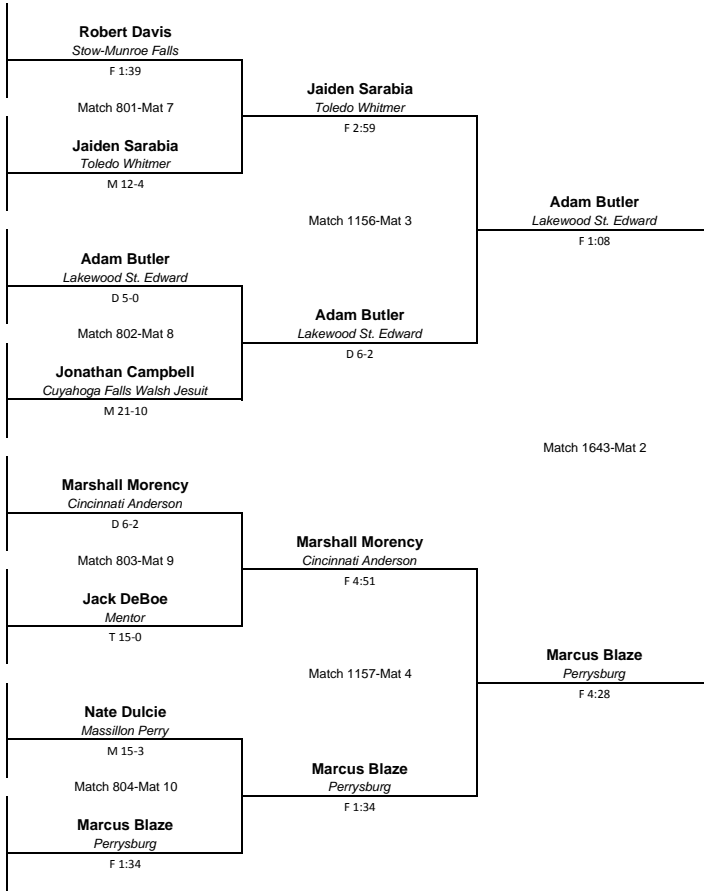 Robert Davis
Stow-Munroe Falls
F 1:39
Match 801-Mat 7
Jaiden Sarabia
Toledo Whitmer
M 12-4
Adam Butler
Lakewood St. Edward
D 5-0
Match 802-Mat 8
Jonathan Campbell
Cuyahoga Falls Walsh Jesuit
M 21-10
Marshall Morency
Cincinnati Anderson
D 6-2
Match 803-Mat 9
Jack DeBoe
Mentor
T 15-0
Nate Dulcie
Massillon Perry
M 15-3
Match 804-Mat 10
Marcus Blaze
Perrysburg
F 1:34
Jaiden Sarabia
Toledo Whitmer
F 2:59
Match 1156-Mat 3
Adam Butler
Lakewood St. Edward
D 6-2
Marshall Morency
Cincinnati Anderson
F 4:51
Match 1157-Mat 4
Marcus Blaze
Perrysburg
F 1:34
Adam Butler
Lakewood St. Edward
F 1:08
Match 1643-Mat 2
Marcus Blaze
Perrysburg
F 4:28